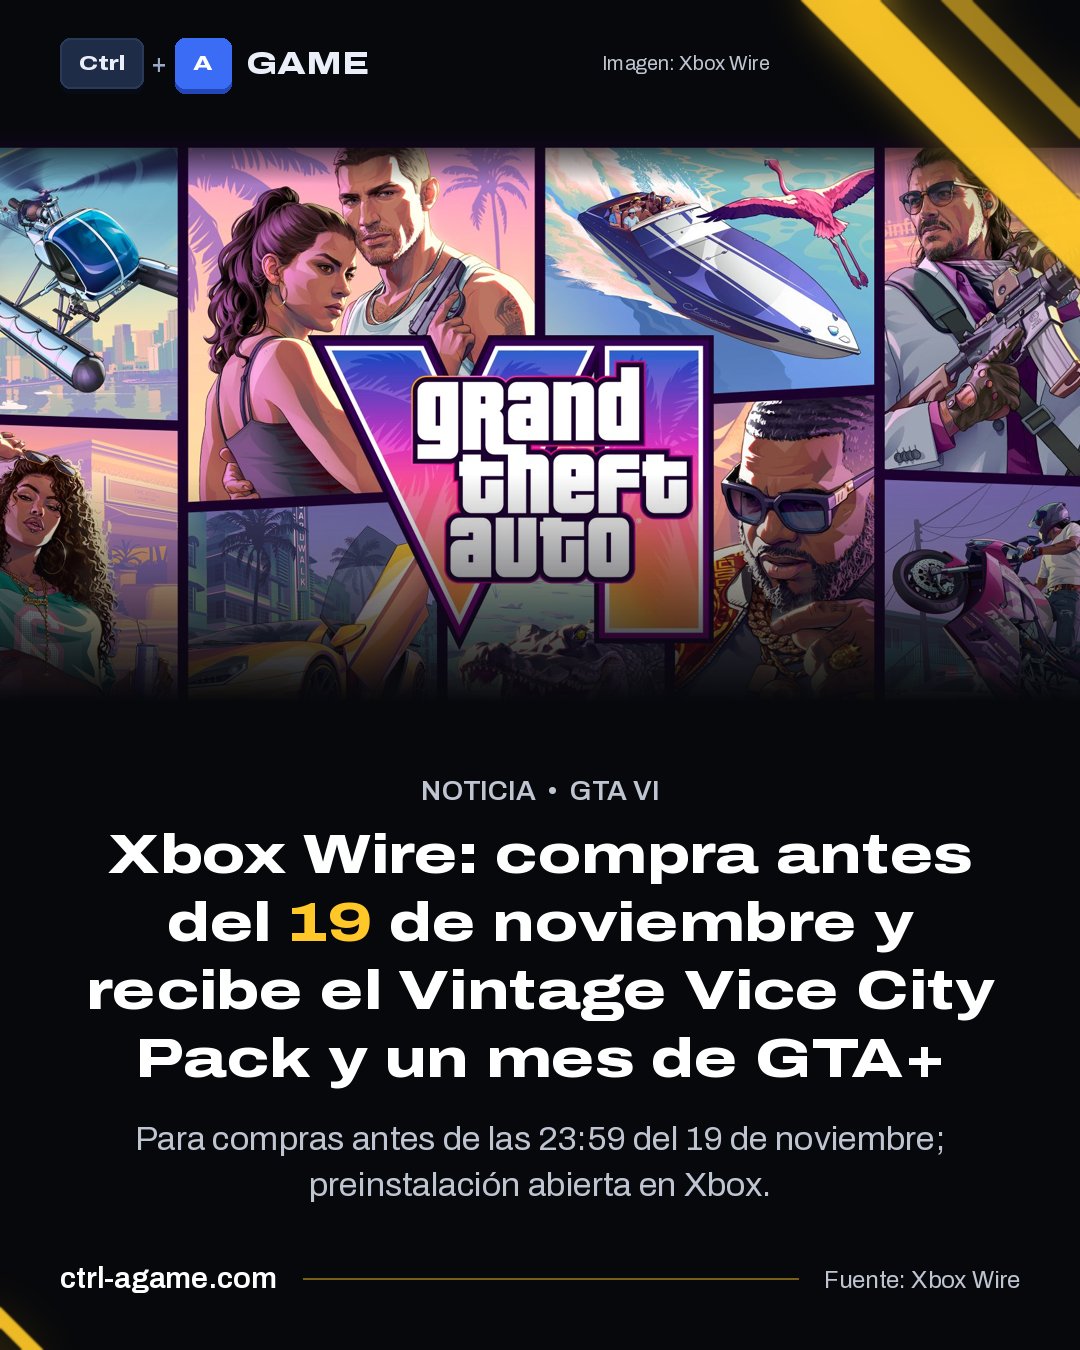 Ctrl + A GAME
Imagen: Xbox Wire
VI
grand
theft
auto
NOTICIA • GTA VI
Xbox Wire: compra antes
del 19 de noviembre y
recibe el Vintage Vice City
Pack y un mes de GTA+
Para compras antes de las 23:59 del 19 de noviembre;
preinstalación abierta en Xbox.
ctrl-agame.com
Fuente: Xbox Wire